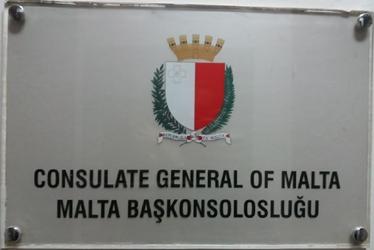 CONSULATE GENERAL OF MALTA
MALTA BAŞKONSOLOSLUĞU